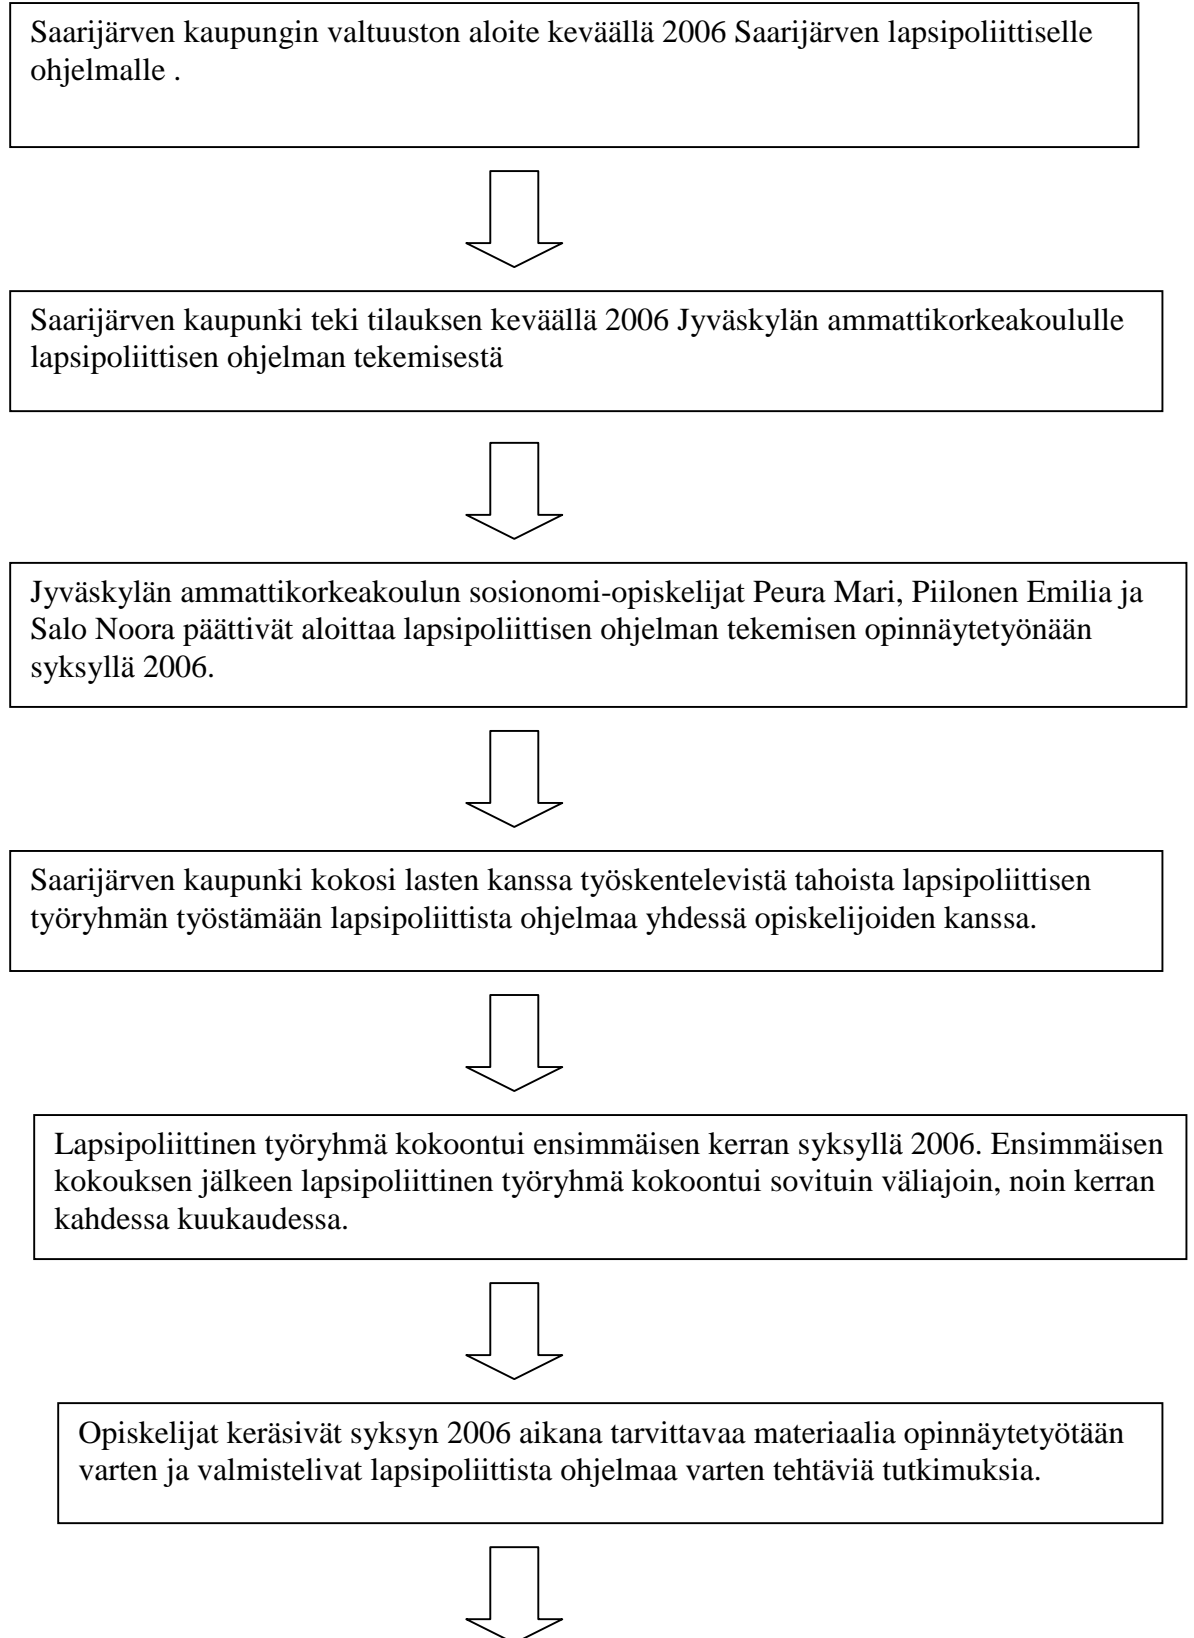 Saarijärven kaupungin valtuuston aloite keväällä 2006 Saarijärven lapsipoliittiselle
ohjelmalle .
Saarijärven kaupunki teki tilauksen keväällä 2006 Jyväskylän ammattikorkeakoululle
lapsipoliittisen ohjelman tekemisestä
Jyväskylän ammattikorkeakoulun sosionomi-opiskelijat Peura Mari, Piilonen Emilia ja
Salo Noora päättivät aloittaa lapsipoliittisen ohjelman tekemisen opinnäytetyönään
syksyllä 2006.
Saarijärven kaupunki kokosi lasten kanssa työskentelevistä tahoista lapsipoliittisen
työryhmän työstämään lapsipoliittista ohjelmaa yhdessä opiskelijoiden kanssa.
Lapsipoliittinen työryhmä kokoontui ensimmäisen kerran syksyllä 2006. Ensimmäisen
kokouksen jälkeen lapsipoliittinen työryhmä kokoontui sovituin väliajoin, noin kerran
kahdessa kuukaudessa.
Opiskelijat keräsivät syksyn 2006 aikana tarvittavaa materiaalia opinnäytetyötään
varten ja valmistelivat lapsipoliittista ohjelmaa varten tehtäviä tutkimuksia.